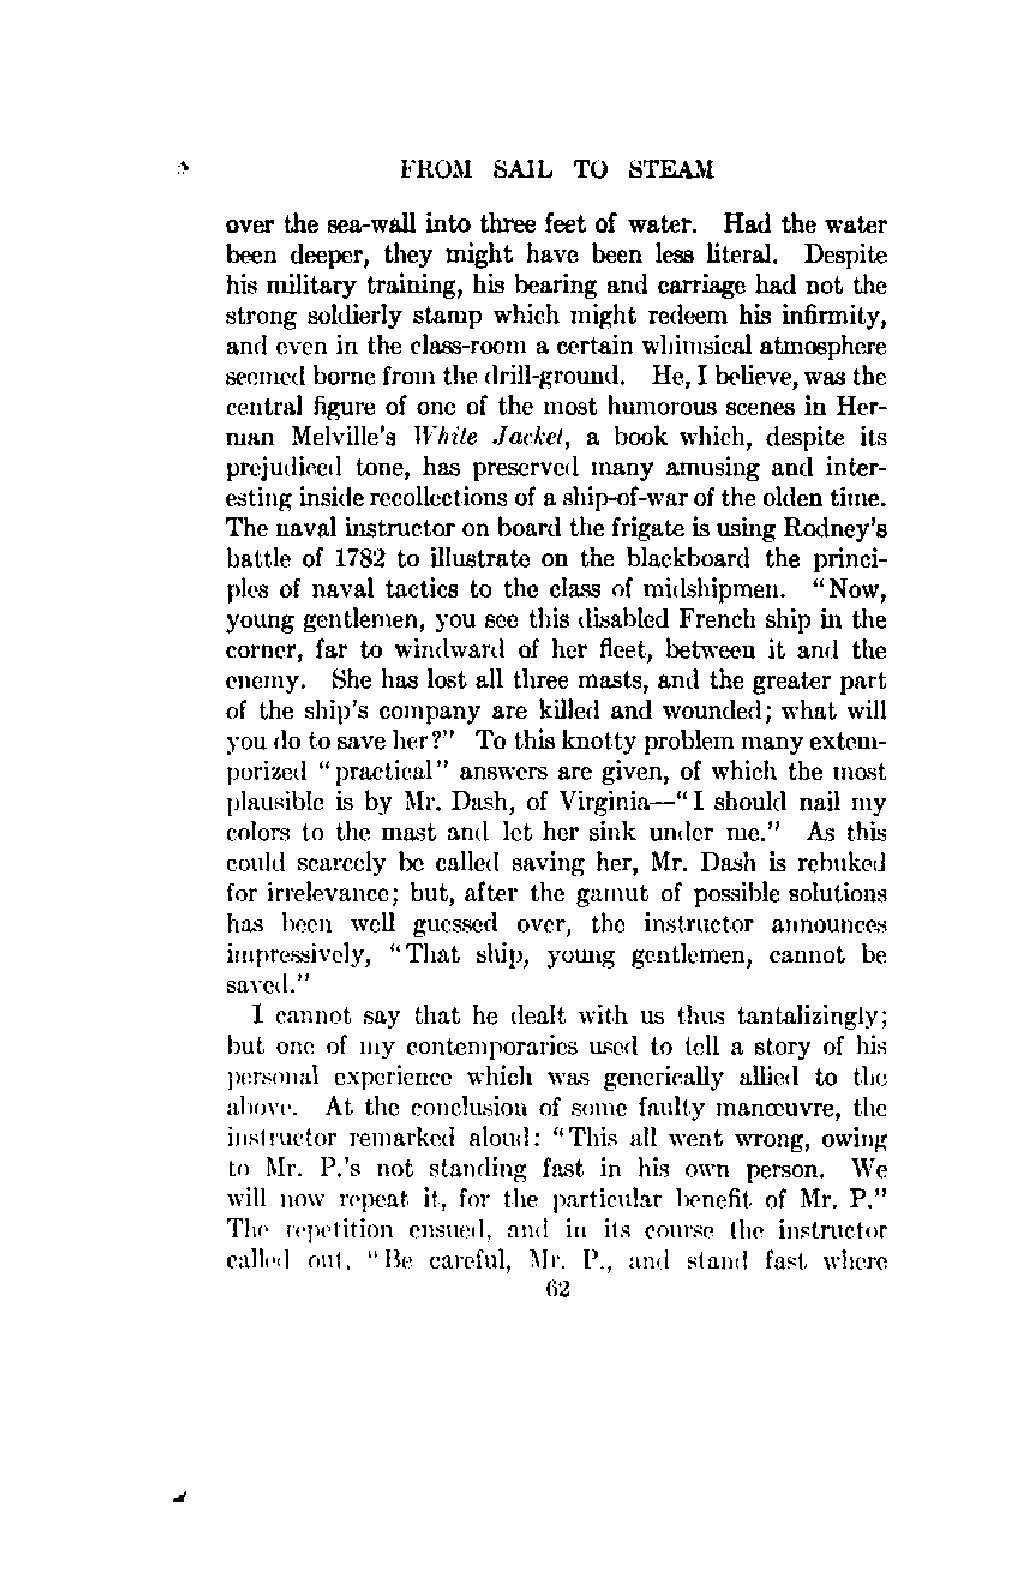 FROM SAIL TO STEAM
over the sea-wall into three feet of water. Had the water
been deeper, they might have been less literal. Despite
his military training, his bearing and carriage had not the
strong soldierly stamp which might redeem his infirmity,
and even in the class-room a certain whimsical atmosphere
seemed borne from the drill-ground. He, I believe, was the
central figure of one of the most humorous scenes in Her-
man Melville's White Jacket, a book which, despite its
prejudiced tone, has preserved many amusing and inter-
esting inside recollections of a ship-of-war of the olden time.
The naval instructor on board the frigate is using Rodney's
battle of 1782 to illustrate on the blackboard the princi-
ples of naval tactics to the class of midshipmen. "Now,
young gentlemen, you see this disabled French ship in the
corner, far to windward of her fleet, between it and the
enemy. She has lost all three masts, and the greater part
of the ship's company are killed and wounded; what will
you do to save her?" To this knotty problem many extem-
porized "practical" answers are given, of which the most
plausible is by Mr. Dash, of Virginia—"I should nail my
colors to the mast and let her sink under me." As this
could scarcely be called saving her, Mr. Dash is rebuked
for irrelevance; but, after the gamut of possible solutions
has been well guessed over, the instructor announces
impressively, "That ship, young gentlemen, cannot be
saved."
I cannot say that he dealt with us thus tantalizingly;
but one of my contemporaries used to tell a story of his
personal experience which was generically allied to the
above. At the conclusion of some faulty manœuvre, the
instructor remarked aloud: "This all went wrong, owing
to Mr. P.'s not standing fast in his own person. We
will now repeat it, for the particular benefit of Mr. P."
The repetition ensued, and in its course the instructor
called out, "Be careful, Mr. P., and stand fast where
62